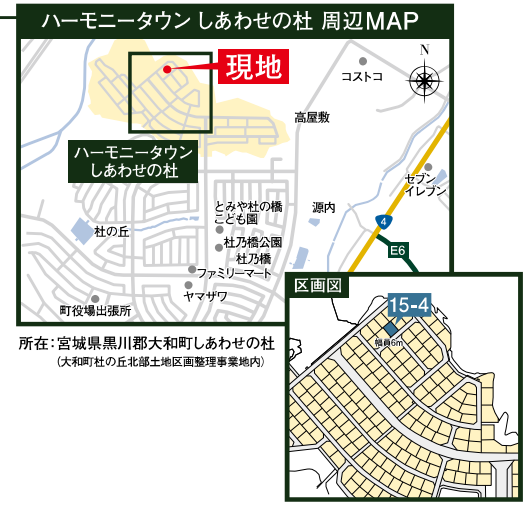 ハーモニータウン しあわせの杜 周辺MAP
N
現地
コストコ
高屋敷
ハーモニータウン
しあわせの杜
セブン
イレブン
とみや杜の橋
こども園
源内
4
杜の丘
杜乃橋公園
E6
杜乃橋
ファミリーマート
ヤマザワ
町役場出張所
所在：宮城県黒川郡大和町しあわせの杜
（大和町杜の丘北部土地区画整理事業地内）
区画図
15-4
幅員6m